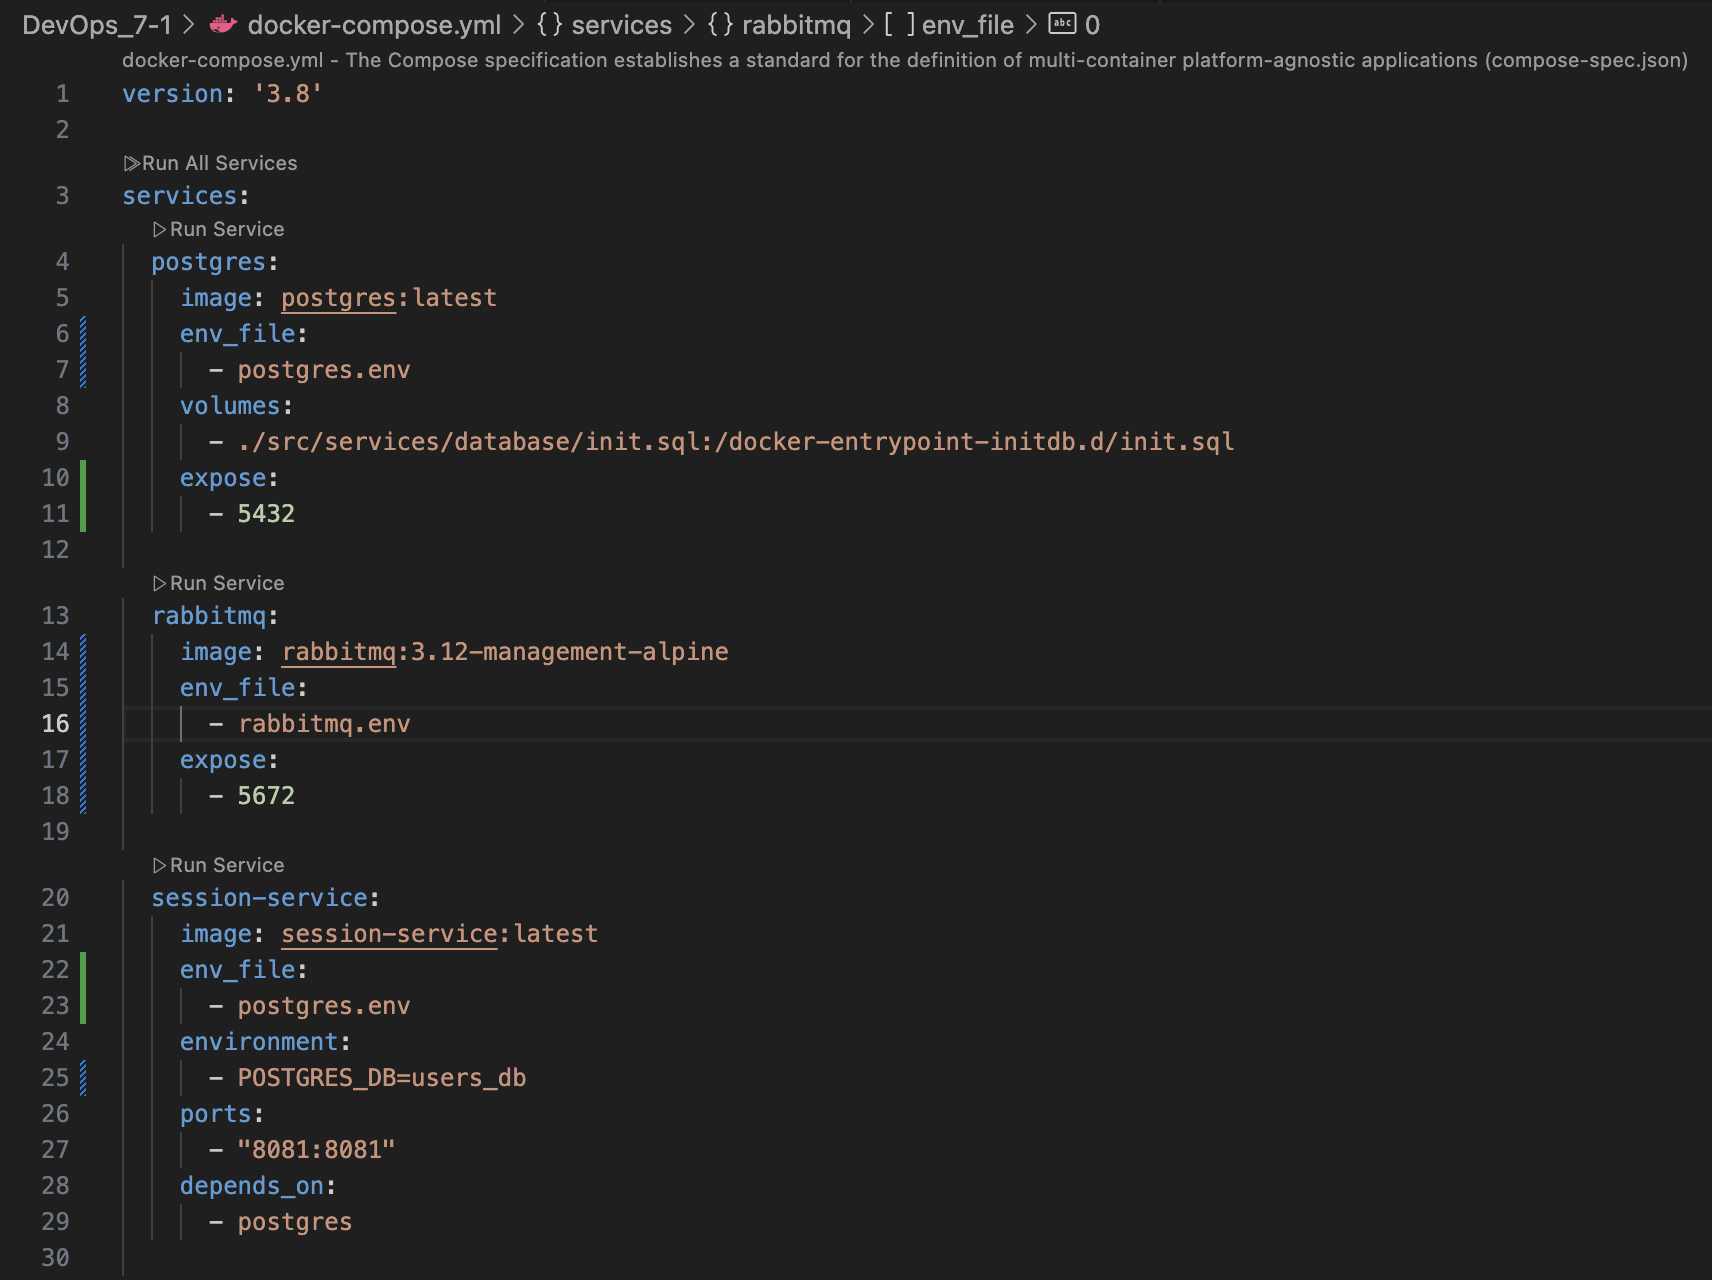 DevOps_7-1 > docker-compose.yml > {} services > {} rabbitmq > [ ] env_file > abc 0
docker-compose.yml - The Compose specification establishes a standard for the definition of multi-container platform-agnostic applications (compose-spec.json)
1 version: '3.8'
2
Run All Services
3 services:
Run Service
4 postgres:
5 image: postgres:latest
6 env_file:
7 - postgres.env
8 volumes:
9 - ./src/services/database/init.sql:/docker-entrypoint-initdb.d/init.sql
10 expose:
11 - 5432
12
Run Service
13 rabbitmq:
14 image: rabbitmq:3.12-management-alpine
15 env_file:
16 - rabbitmq.env
17 expose:
18 - 5672
19
Run Service
20 session-service:
21 image: session-service:latest
22 env_file:
23 - postgres.env
24 environment:
25 - POSTGRES_DB=users_db
26 ports:
27 - "8081:8081"
28 depends_on:
29 - postgres
30